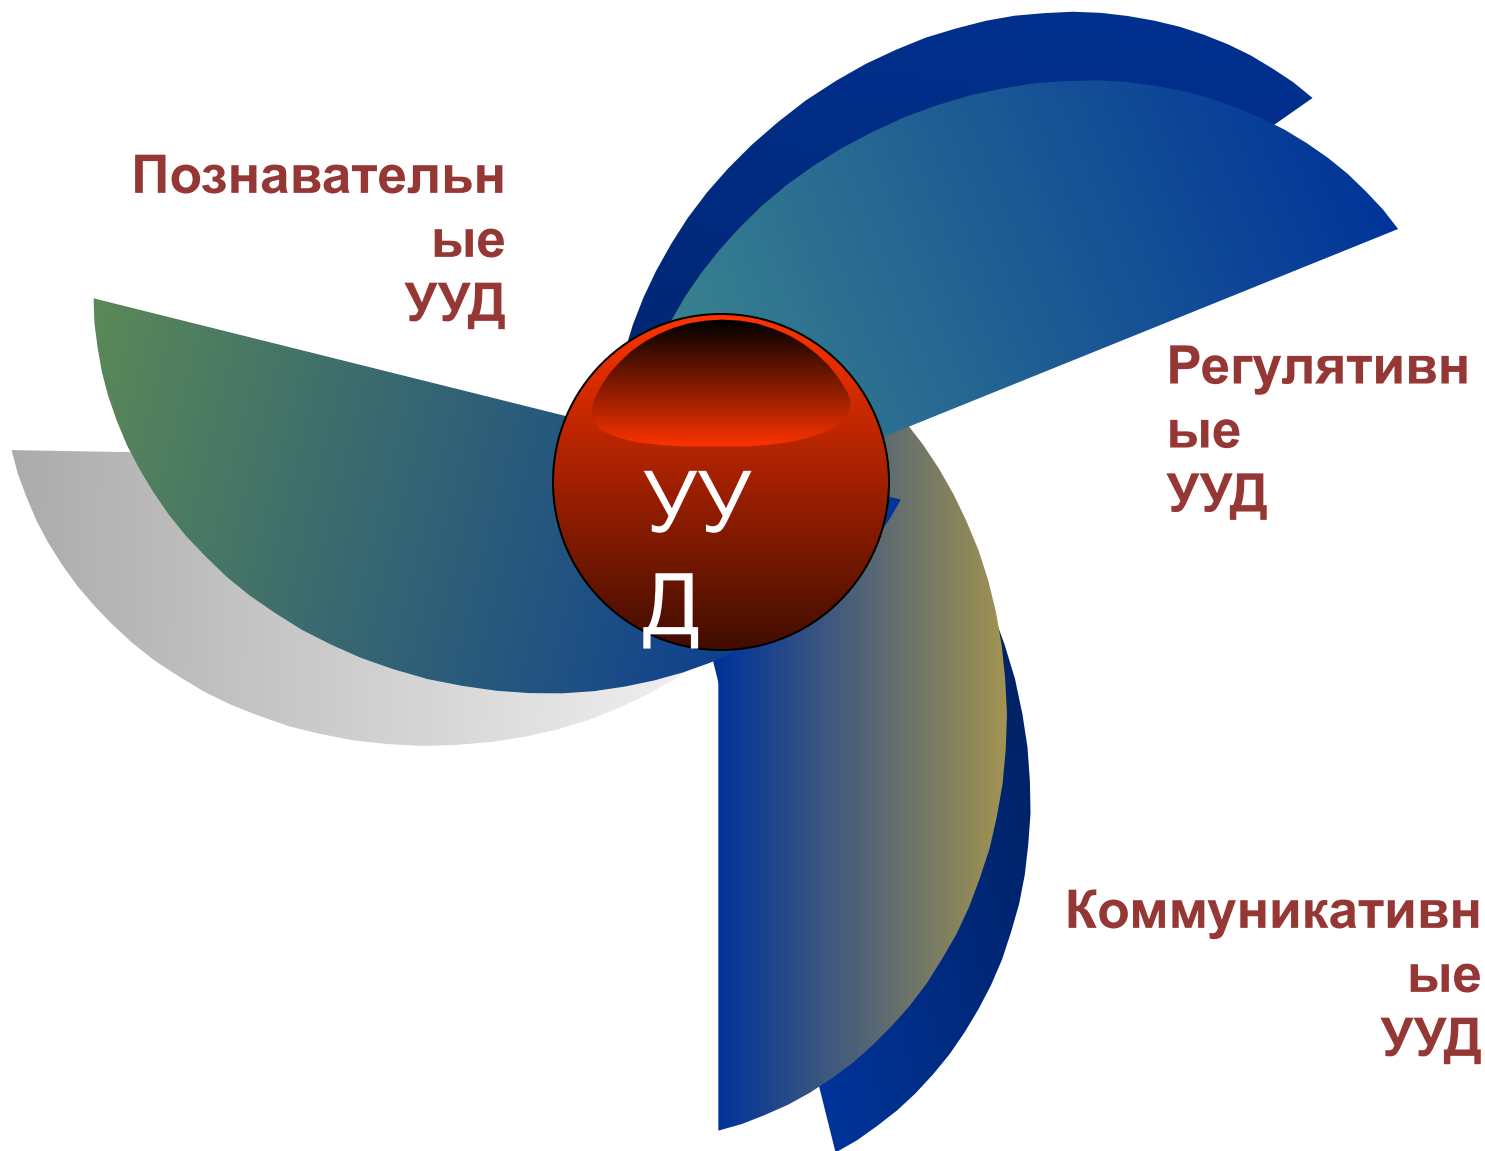 Познавательн
ые
УУД
Регулятивн
ые
УУД
УУ
Д
Коммуникативн
ые
УУД